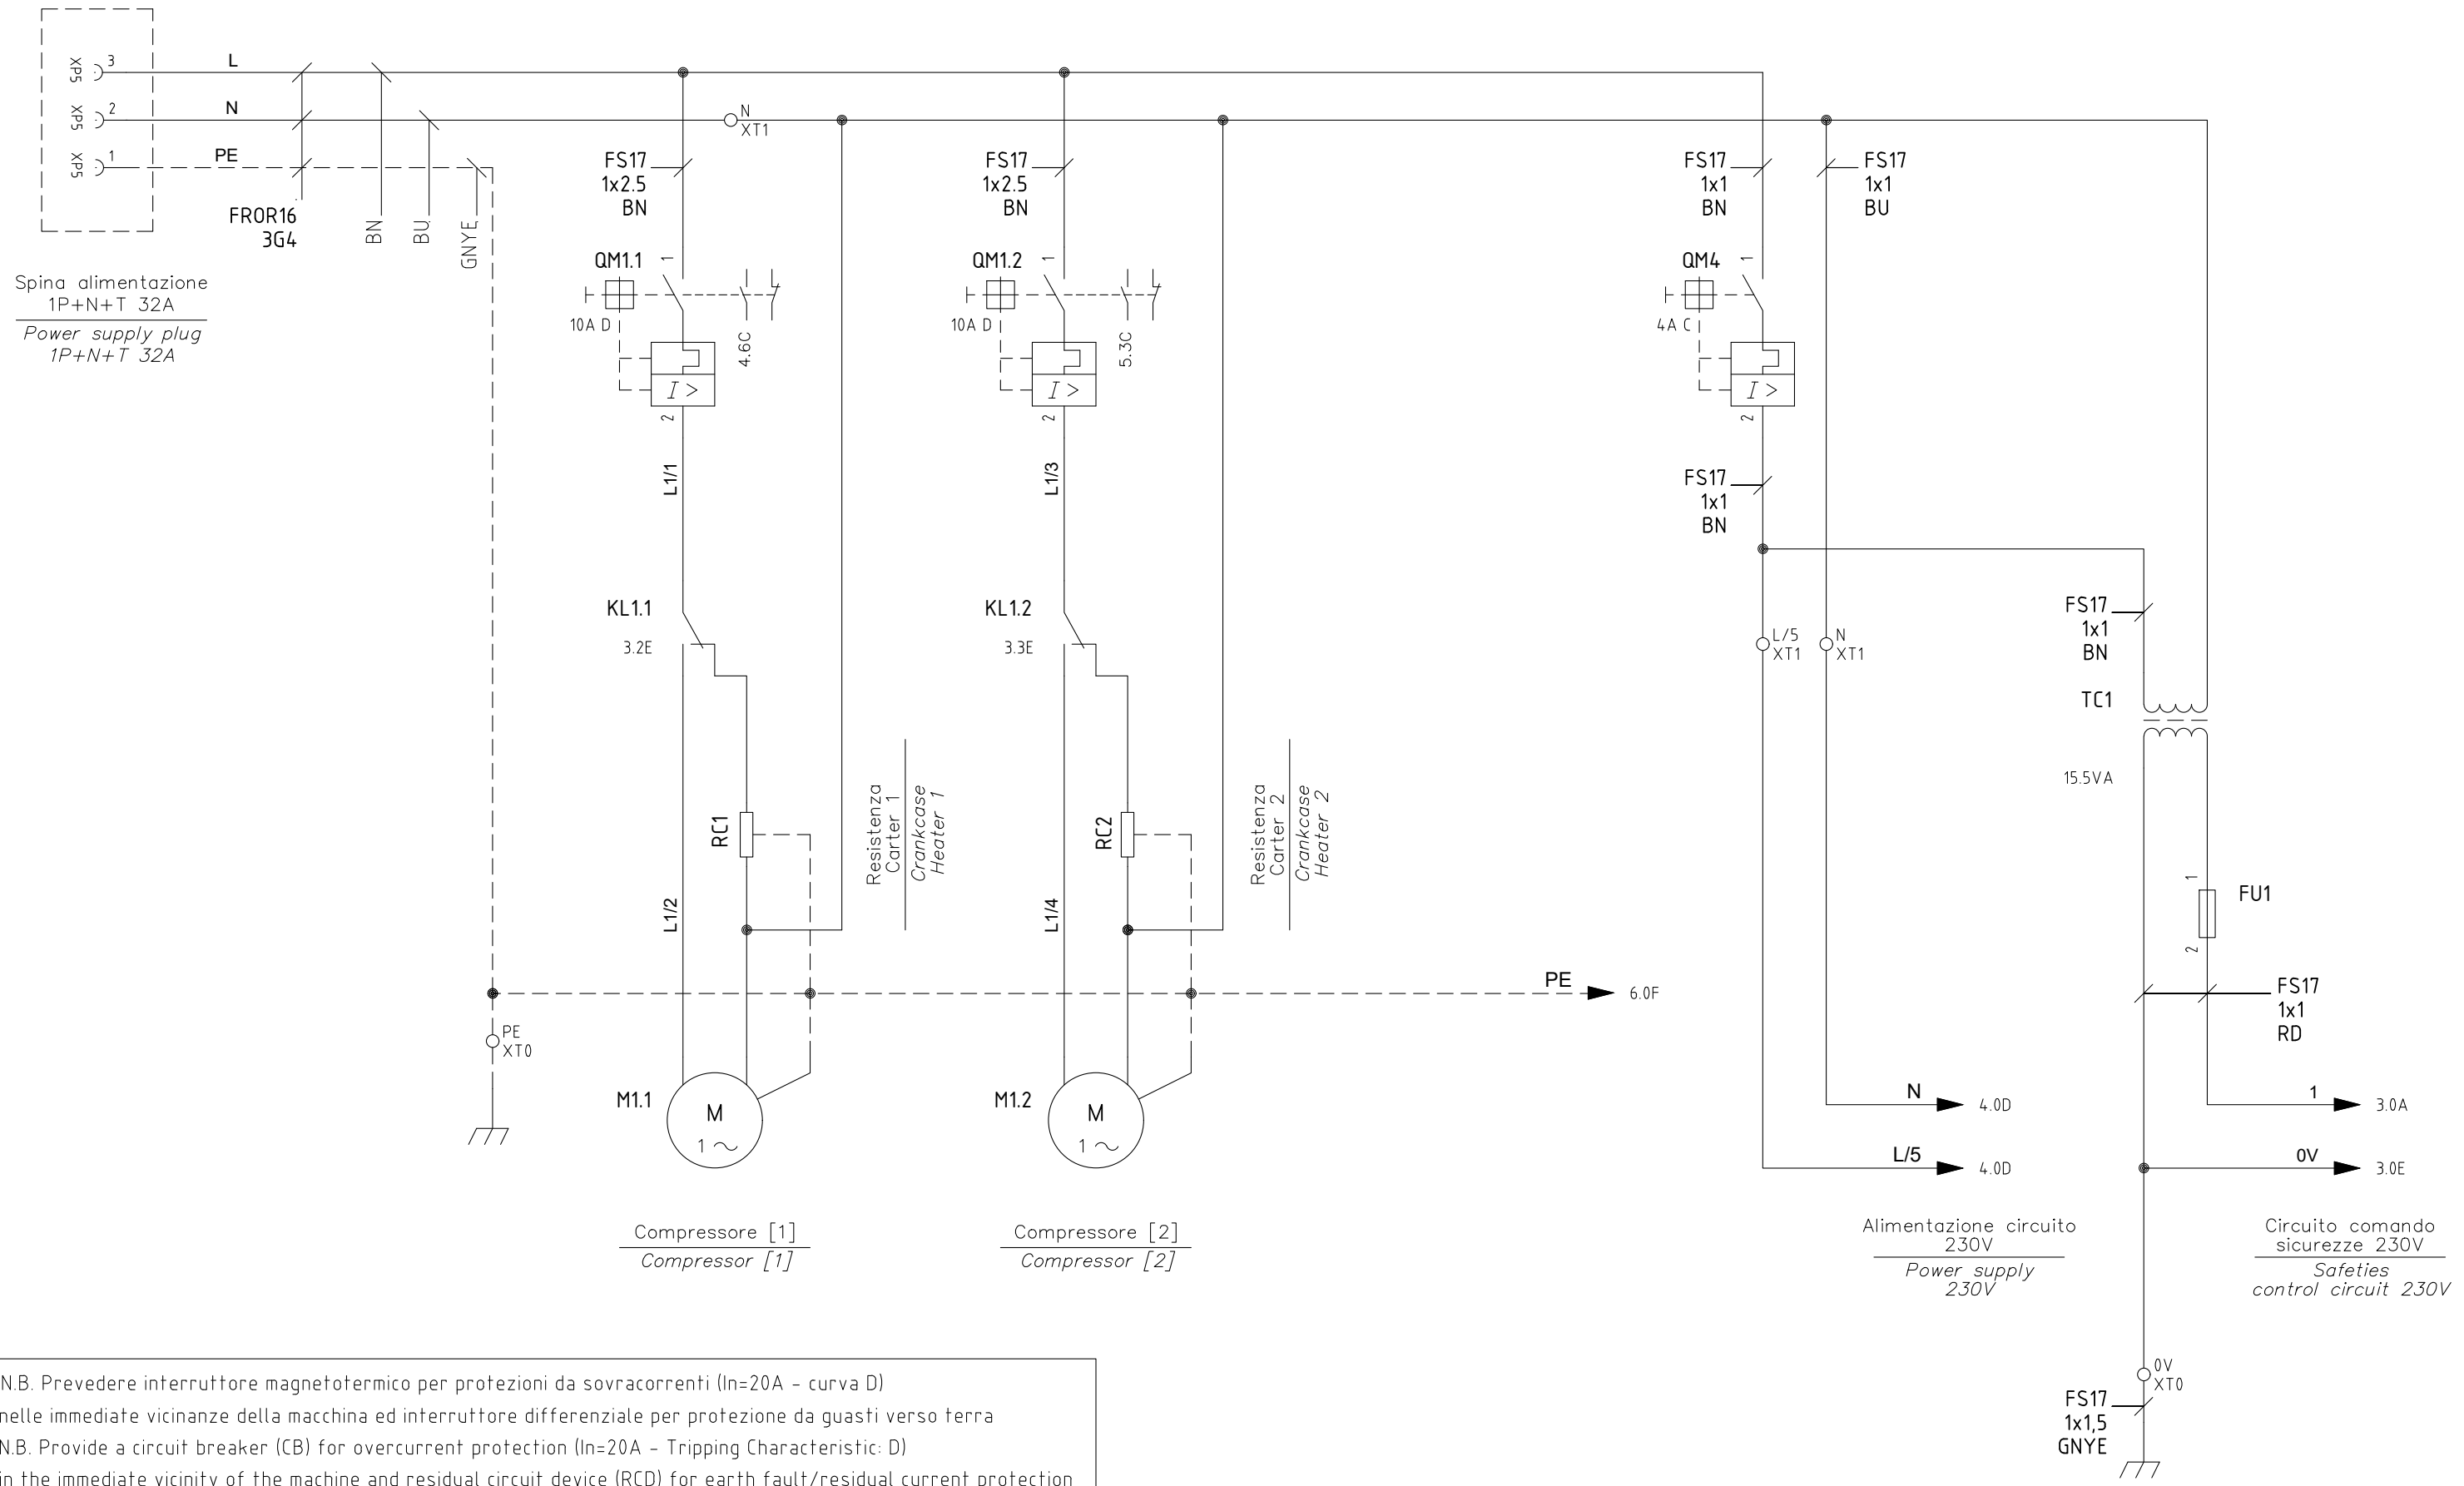 XP5 3 L
XP5 2 N
XP5 1 PE
FROR16
3G4
BN
BU
GNYE
Spina alimentazione
1P+N+T 32A
Power supply plug
1P+N+T 32A
N
XT1
FS17
1x2.5
BN
QM1.1
1
10A D
4.6C
I >
2
L1/1
KL1.1
3.2E
RC1
L1/2
Resistenza
Carter 1
Crankcase
Heater 1
PE
XT0
M1.1
M
1
Compressore [1]
Compressor [1]
FS17
1x2.5
BN
QM1.2
1
10A D
5.3C
I >
2
L1/3
KL1.2
3.3E
RC2
L1/4
Resistenza
Carter 2
Crankcase
Heater 2
PE
6.0F
M1.2
M
1
Compressore [2]
Compressor [2]
FS17
1x1
BN
FS17
1x1
BU
QM4
1
4A C
I >
2
FS17
1x1
BN
L/5
XT1
N
XT1
FS17
1x1
BN
TC1
15.5VA
1
FU1
2
FS17
1x1
RD
N
4.0D
L/5
4.0D
1
3.0A
0V
3.0E
Alimentazione circuito
230V
Power supply
230V
Circuito comando
sicurezze 230V
Safeties
control circuit 230V
0V
XT0
FS17
1x1,5
GNYE
N.B. Prevedere interruttore magnetotermico per protezioni da sovracorrenti (In=20A - curva D)
nelle immediate vicinanze della macchina ed interruttore differenziale per protezione da guasti verso terra
N.B. Provide a circuit breaker (CB) for overcurrent protection (In=20A - Tripping Characteristic: D)
in the immediate vicinity of the machine and residual circuit device (RCD) for earth fault/residual current protection